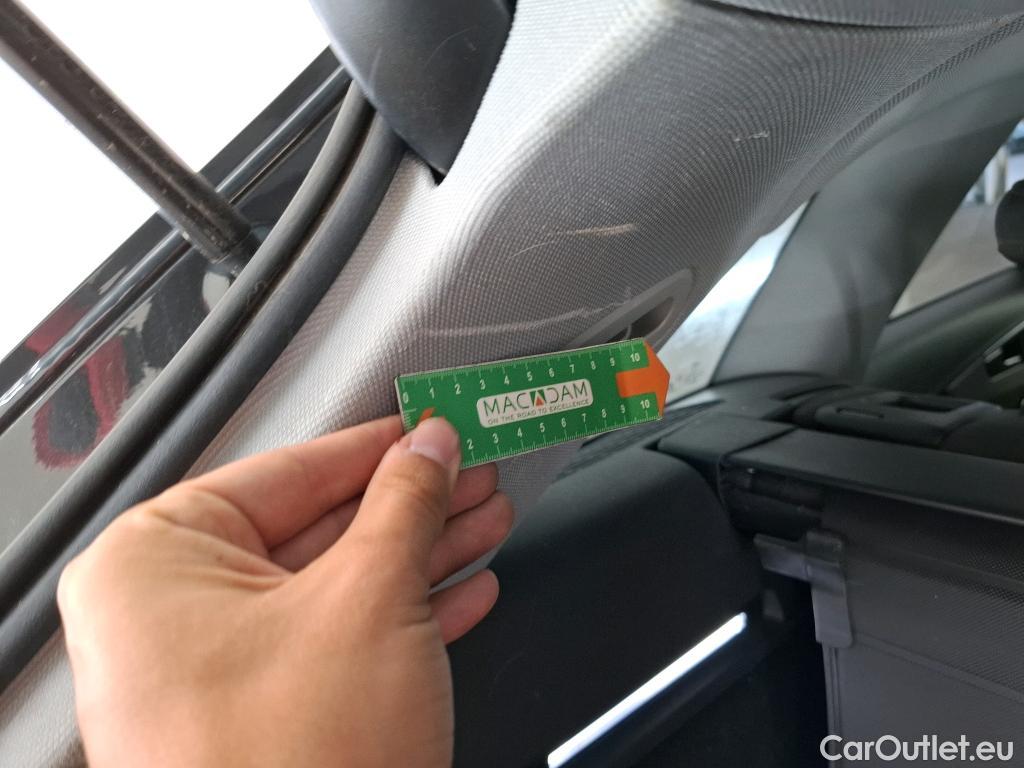 0 1 2 3 4 5 6 7 8 9 10
MACADAM
ON THE ROAD TO EXCELLENCE
2 3 4 5 6 7 8 9 10
CarOutlet.eu